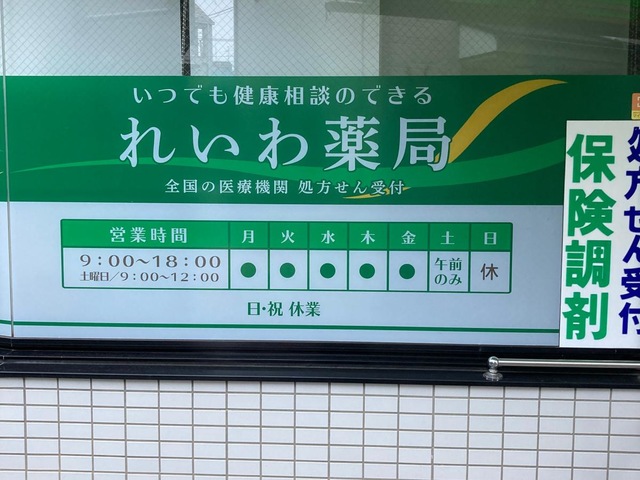 いつでも健康相談のできる
れいわ薬局
全国の医療機関 処方せん受付
営業時間 月 火 水 木 金 土 日
9:00～18:00 ● ● ● ● ● 午前のみ 休
土曜日/9:00～12:00
日・祝 休業
保険調剤
処方せん受付